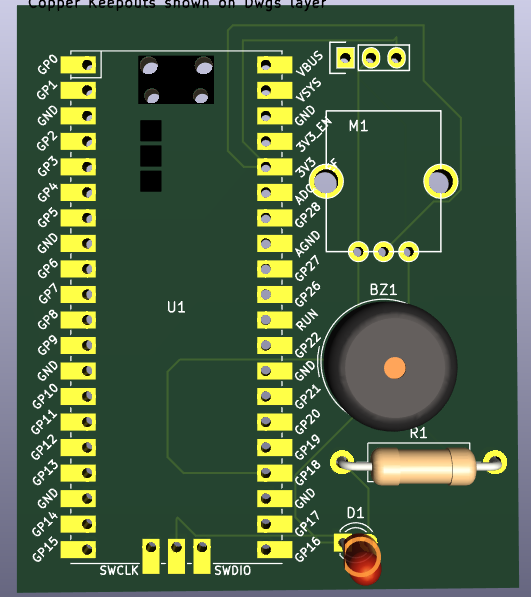 Copper Keepouts shown on Dwgs layer
GP0
GP1
GND
GP2
GP3
GP4
GP5
GND
GP6
GP7
GP8
GP9
GND
GP10
GP11
GP12
GP13
GND
GP14
GP15
U1
SWCLK
SWDIO
VBUS
VSYS
GND
3V3_EN
3V3
GP28
AGND
GP27
GP26
RUN
GP22
GND
GP21
GP20
GP19
GP18
GND
GP17
GP16
M1
BZ1
R1
D1